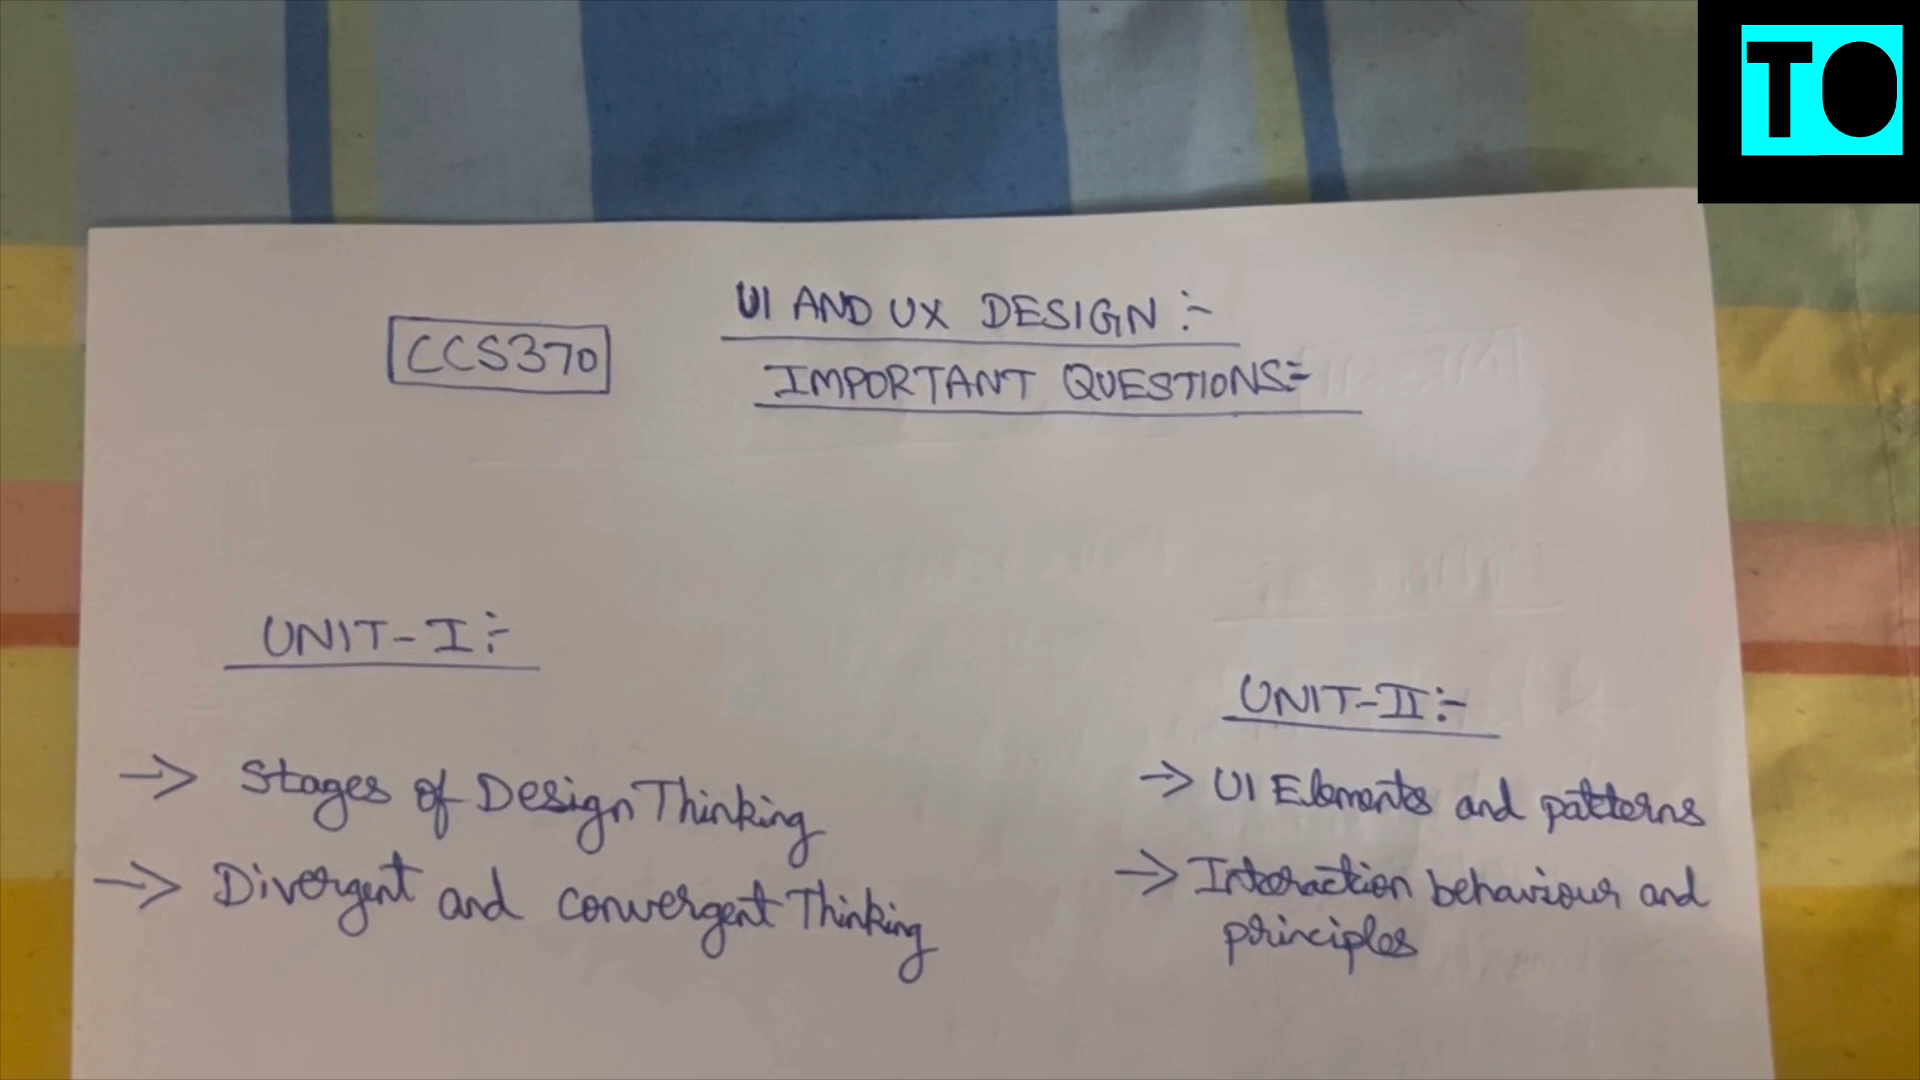 TO
UI AND UX DESIGN :-
CCS370
IMPORTANT QUESTIONS:-
UNIT-I :-
→ Stages of Design Thinking
→ Divergent and convergent Thinking
UNIT-II :-
→ UI Elements and patterns
→ Interaction behaviour and
principles